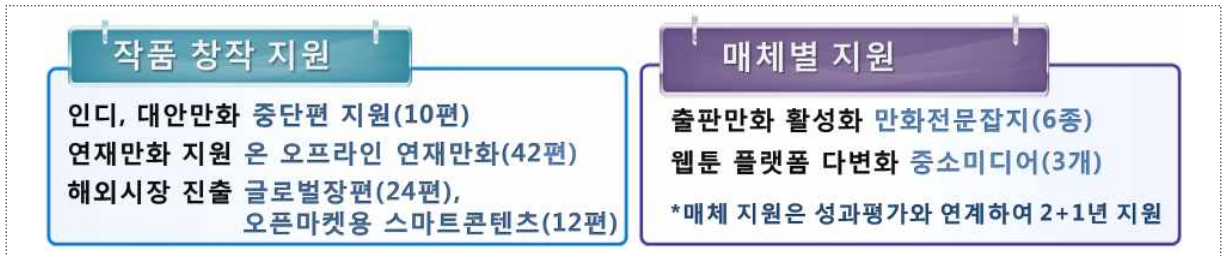 작품 창작 지원
인디, 대안만화 중단편 지원(10편)
연재만화 지원 온 오프라인 연재만화(42편)
해외시장 진출 글로벌장편(24편),
오픈마켓용 스마트콘텐츠(12편)
매체별 지원
출판만화 활성화 만화전문잡지(6종)
웹툰 플랫폼 다변화 중소미디어(3개)
*매체 지원은 성과평가와 연계하여 2+1년 지원